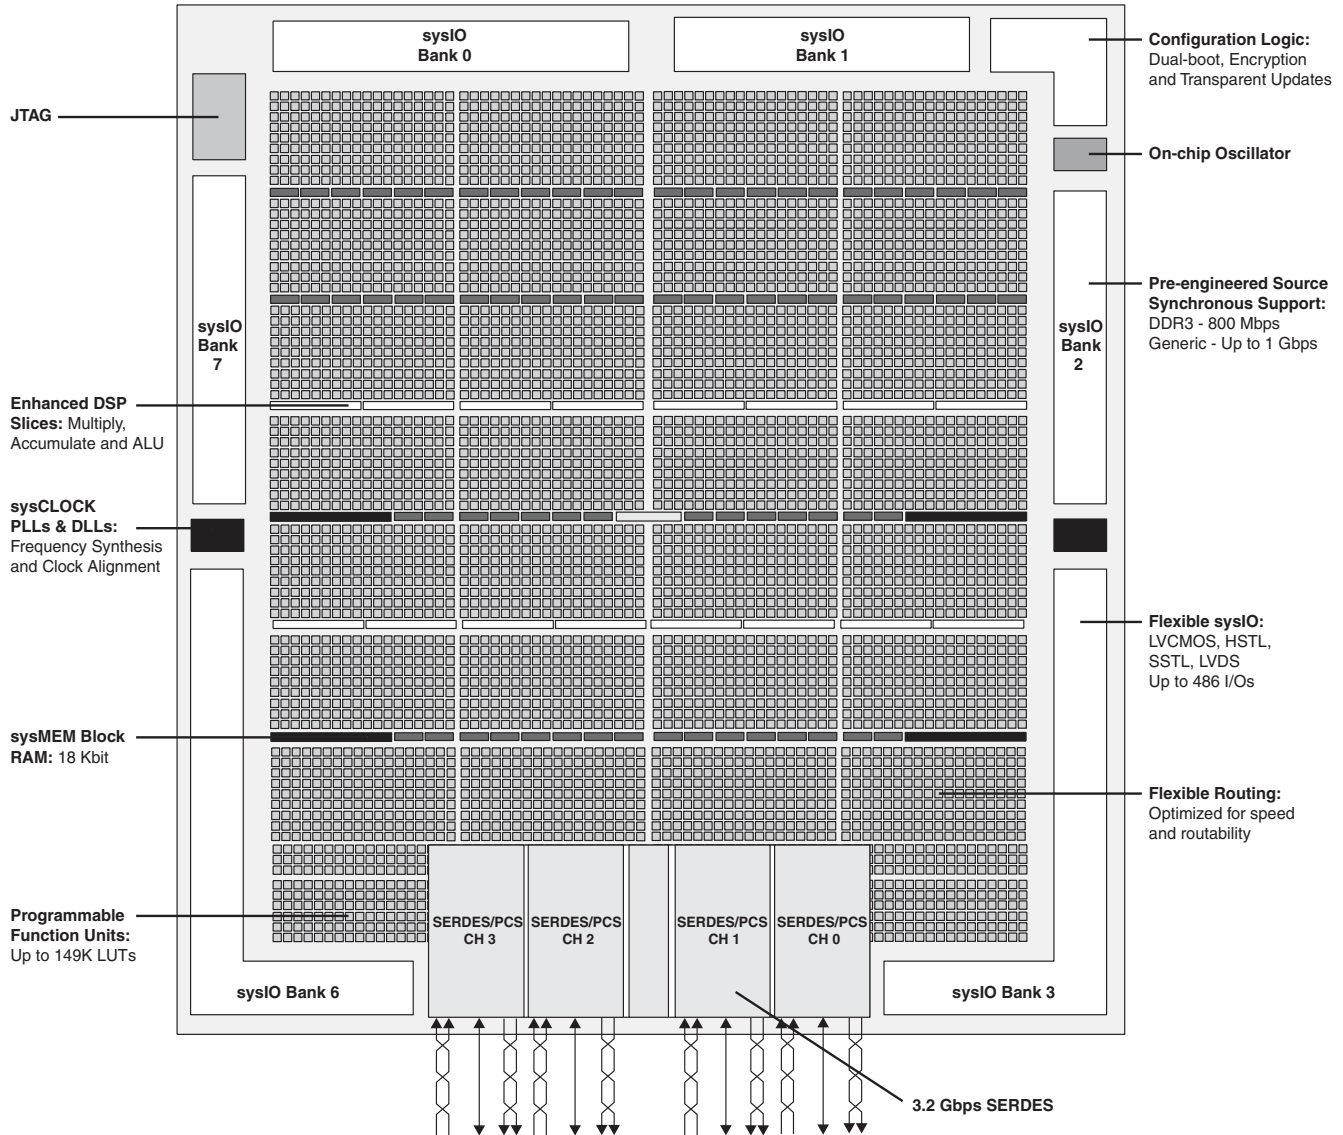 sysIO
Bank 0
sysIO
Bank 1
Configuration Logic:
Dual-boot, Encryption
and Transparent Updates
JTAG
On-chip Oscillator
sysIO
Bank
7
sysIO
Bank
2
Pre-engineered Source
Synchronous Support:
DDR3 - 800 Mbps
Generic - Up to 1 Gbps
Enhanced DSP
Slices: Multiply,
Accumulate and ALU
sysCLOCK
PLLs & DLLs:
Frequency Synthesis
and Clock Alignment
Flexible sysIO:
LVCMOS, HSTL,
SSTL, LVDS
Up to 486 I/Os
sysMEM Block
RAM: 18 Kbit
Flexible Routing:
Optimized for speed
and routability
Programmable
Function Units:
Up to 149K LUTs
SERDES/PCS
CH 3
SERDES/PCS
CH 2
SERDES/PCS
CH 1
SERDES/PCS
CH 0
sysIO Bank 6
sysIO Bank 3
3.2 Gbps SERDES